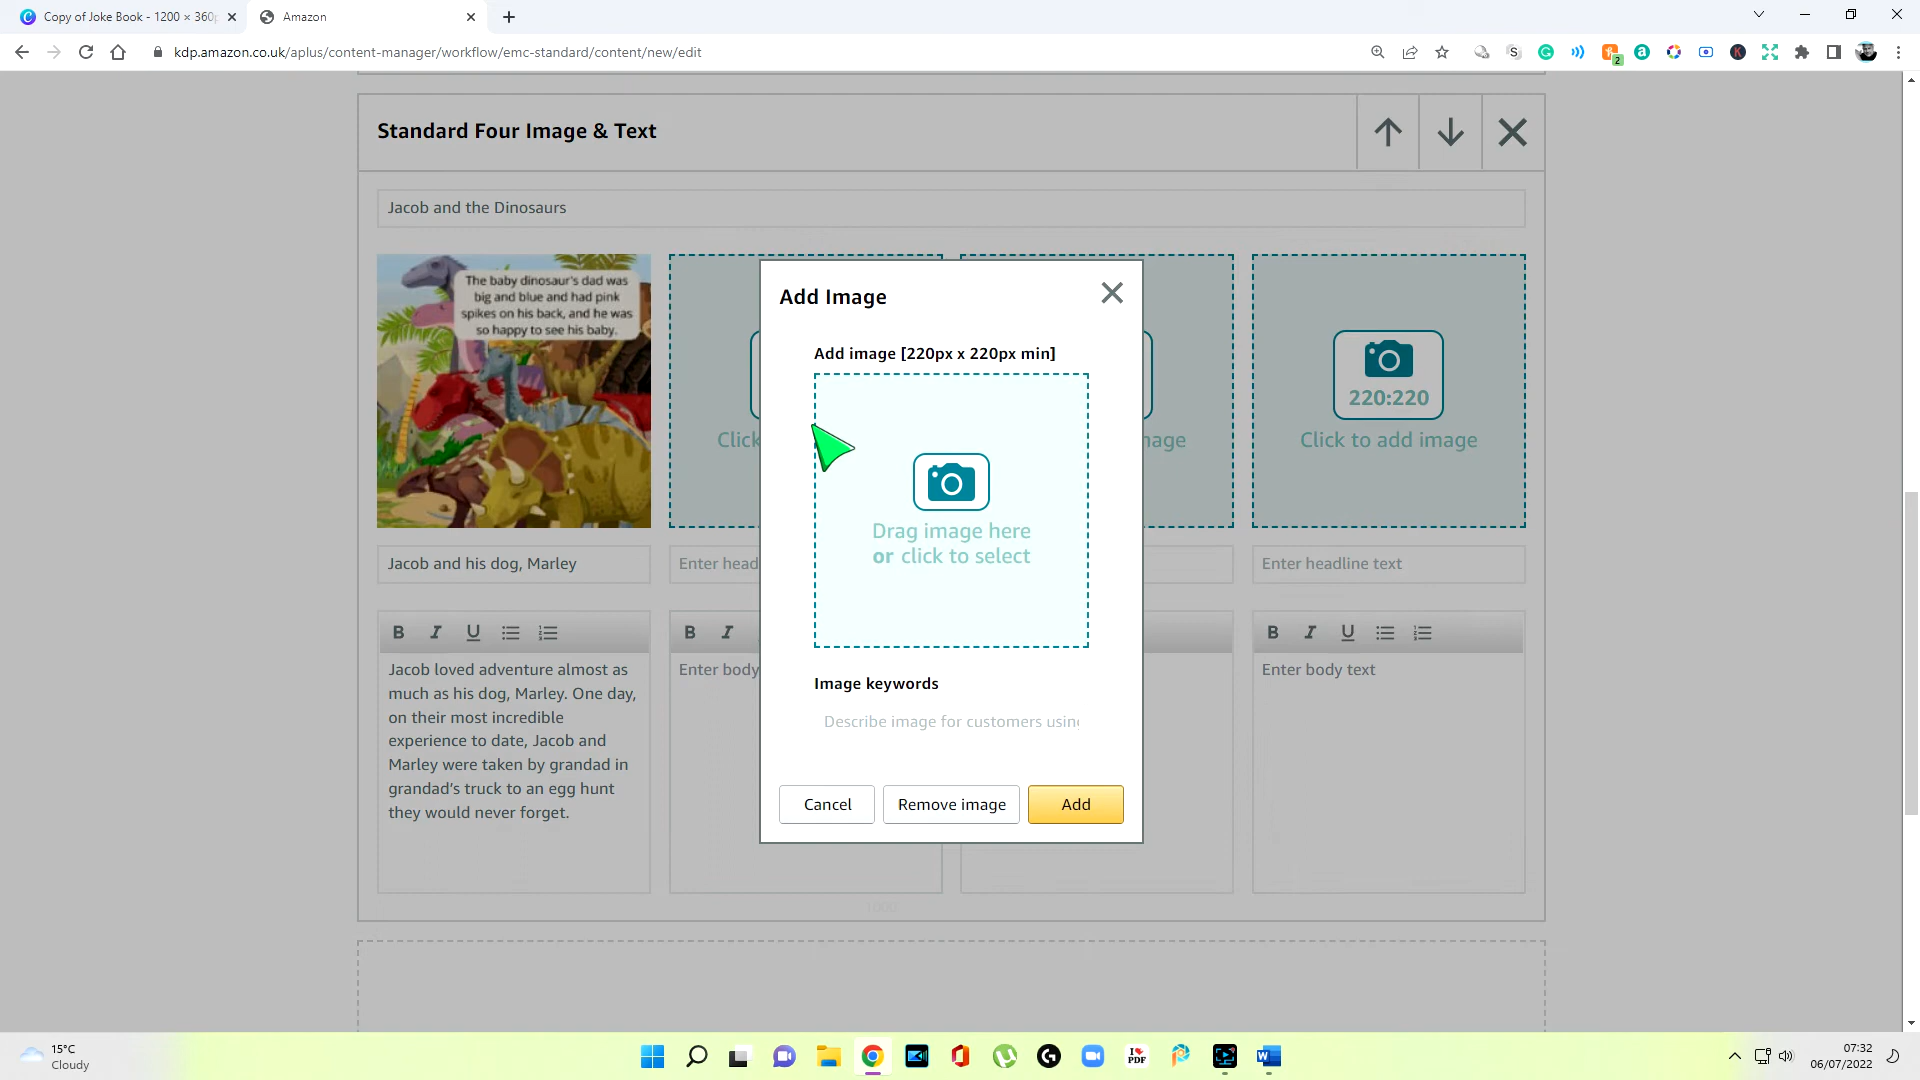 Copy of Joke Book - 1200 × 360p
Amazon
kdp.amazon.co.uk/aplus/content-manager/workflow/emc-standard/content/new/edit
2
Standard Four Image & Text
Jacob and the Dinosaurs
The baby dinosaur's dad was
big and blue and had pink
spikes on his back, and he was
so happy to see his baby.
220:220
Click
Click to add image
Jacob and his dog, Marley
Enter head
Enter headline text
B I U
B I
B I U
Jacob loved adventure almost as
much as his dog, Marley. One day,
on their most incredible
experience to date, Jacob and
Marley were taken by grandad in
grandad's truck to an egg hunt
they would never forget.
Enter body
Enter body text
Add Image
Add image [220px x 220px min]
Drag image here
or click to select
Image keywords
Describe image for customers using
Cancel
Remove image
Add
15°C
Cloudy
I PDF
07:32
06/07/2022